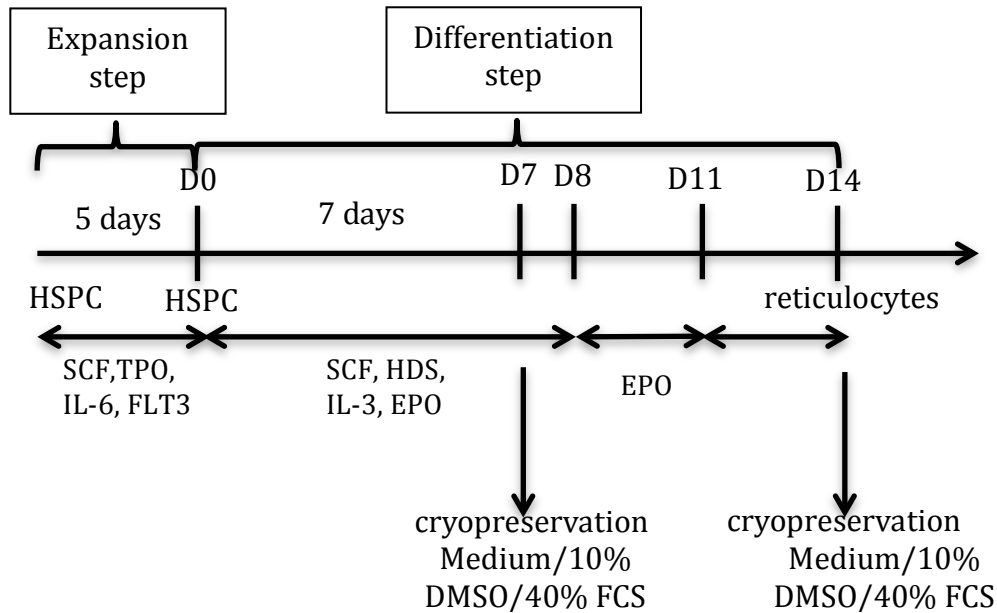 Expansion
step
Differentiation
step
D0
D7
D8
D11
D14
5 days
7 days
HSPC
HSPC
reticulocytes
SCF,TPO,
IL-6, FLT3
SCF, HDS,
IL-3, EPO
EPO
cryopreservation
Medium/10%
DMSO/40% FCS
cryopreservation
Medium/10%
DMSO/40% FCS